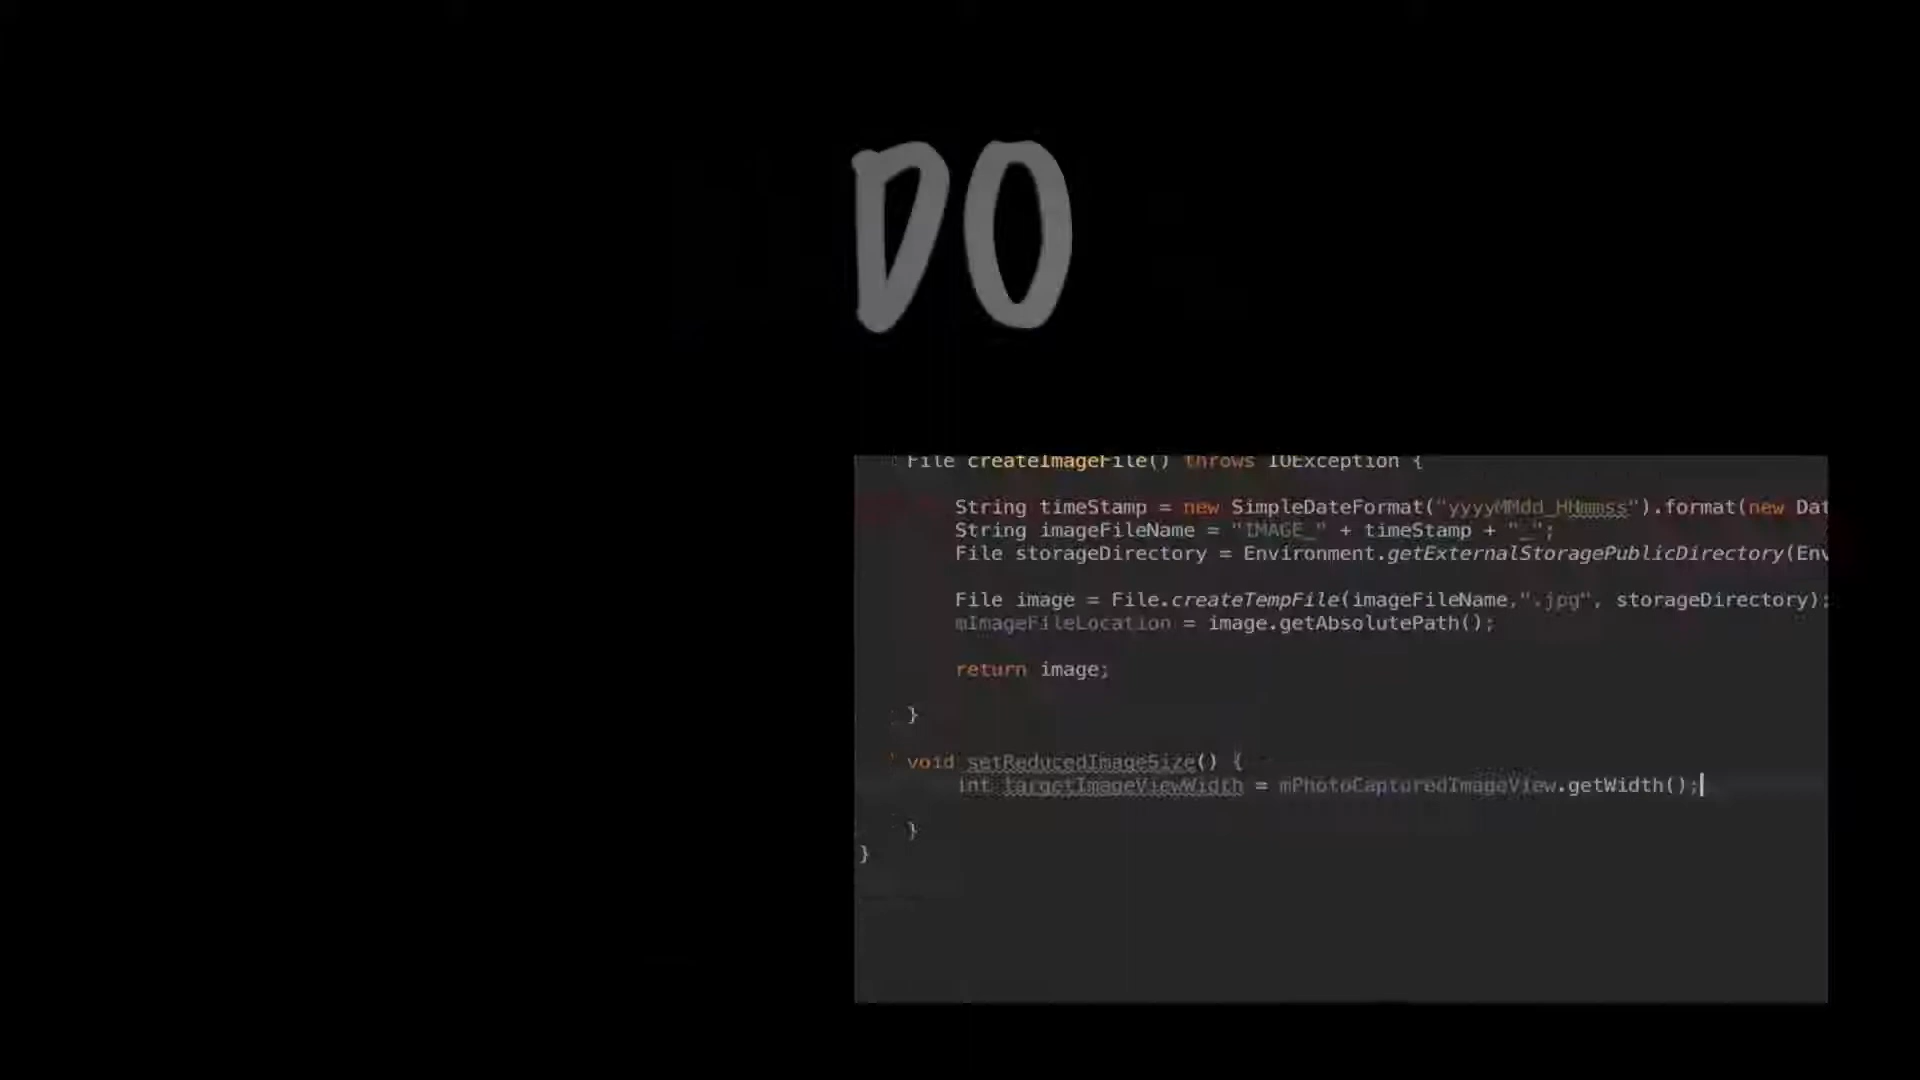 DO
File createImageFile() throws IOException {
String timeStamp = new SimpleDateFormat("yyyyMMdd_HHmmss").format(new Dat
String imageFileName = "IMAGE_" + timeStamp + "_";
File storageDirectory = Environment.getExternalStoragePublicDirectory(Env
File image = File.createTempFile(imageFileName,".jpg", storageDirectory);
mImageFileLocation = image.getAbsolutePath();
return image;
}
void setReducedImageSize() {
int targetImageViewWidth = mPhotoCapturedImageView.getWidth();
}
}